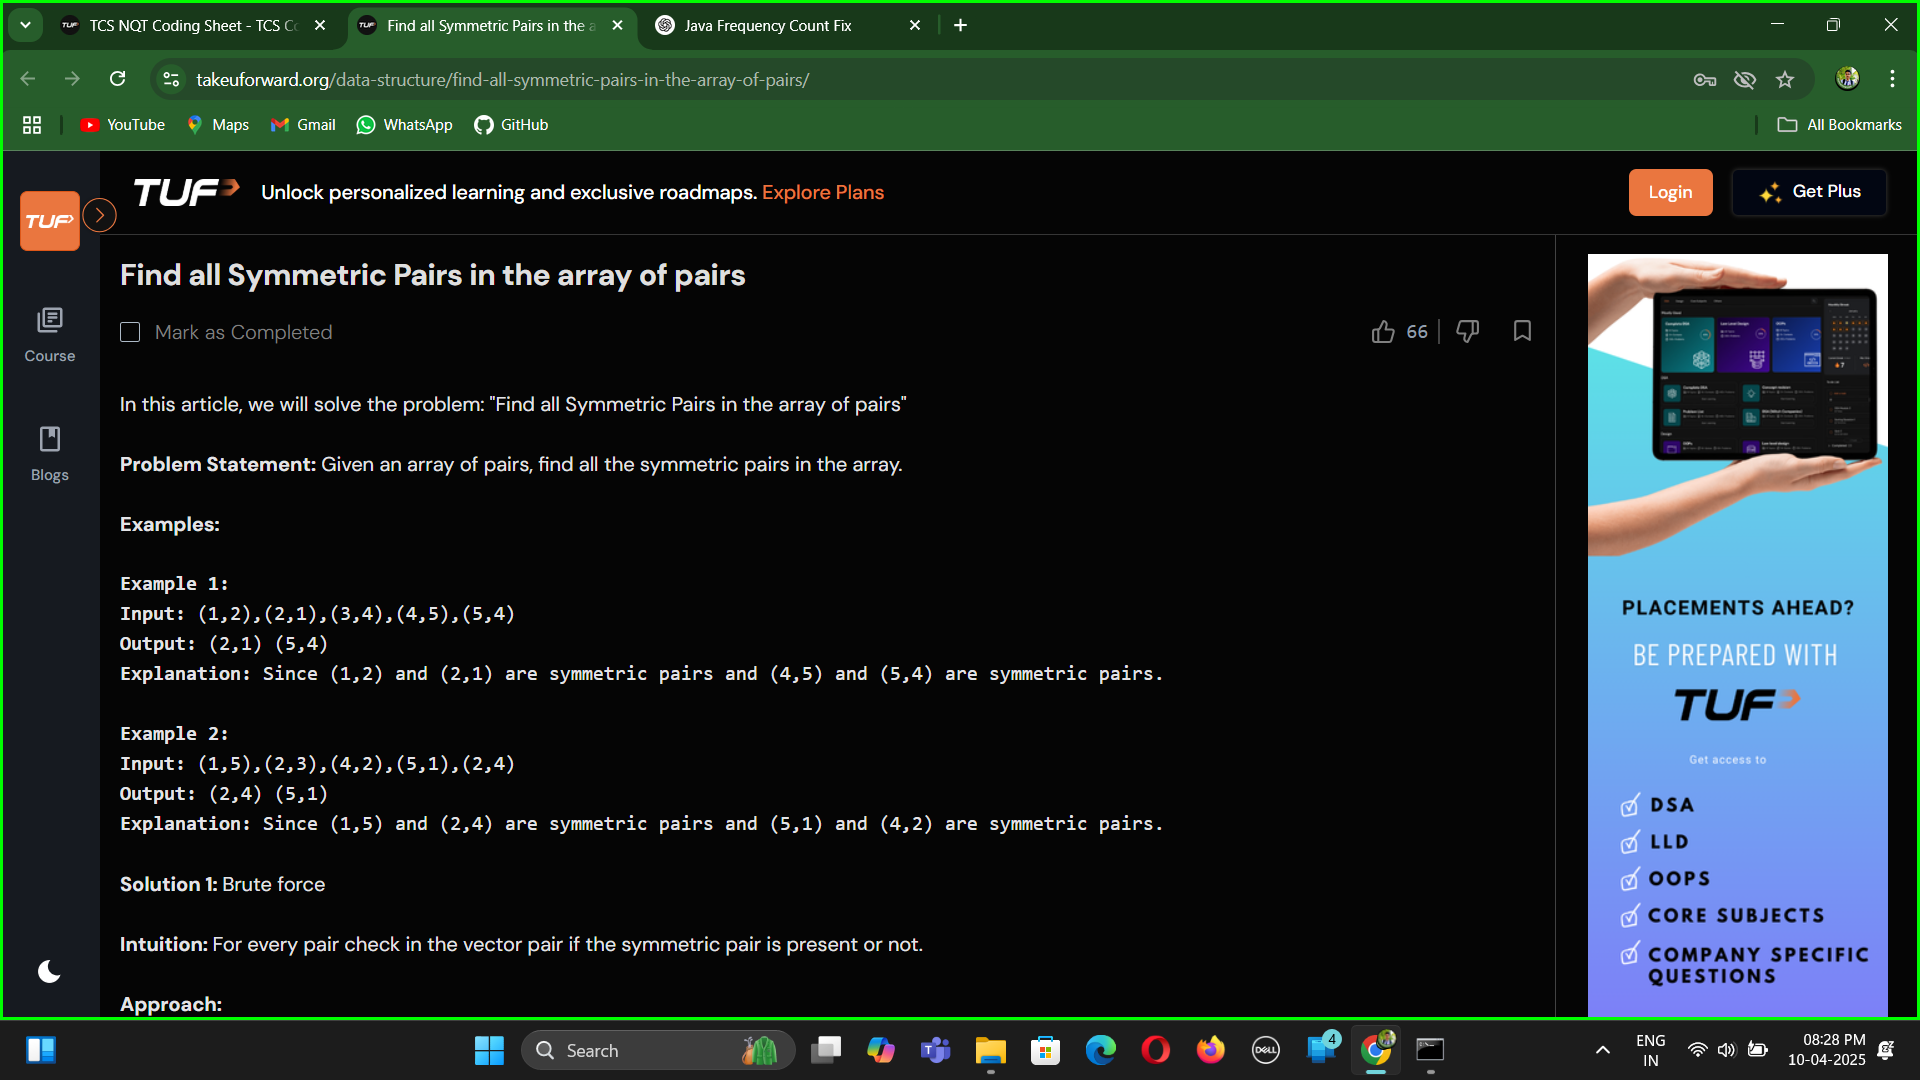 TCS NQT Coding Sheet - TCS Co
Find all Symmetric Pairs in the a
Java Frequency Count Fix
takeuforward.org/data-structure/find-all-symmetric-pairs-in-the-array-of-pairs/
YouTube
Maps
Gmail
WhatsApp
GitHub
All Bookmarks
TUF
Course
Blogs
TUF
Unlock personalized learning and exclusive roadmaps. Explore Plans
Login
Get Plus
Find all Symmetric Pairs in the array of pairs
Mark as Completed
66
In this article, we will solve the problem: "Find all Symmetric Pairs in the array of pairs"
Problem Statement: Given an array of pairs, find all the symmetric pairs in the array.
Examples:
Example 1:
Input: (1,2),(2,1),(3,4),(4,5),(5,4)
Output: (2,1) (5,4)
Explanation: Since (1,2) and (2,1) are symmetric pairs and (4,5) and (5,4) are symmetric pairs.
Example 2:
Input: (1,5),(2,3),(4,2),(5,1),(2,4)
Output: (2,4) (5,1)
Explanation: Since (1,5) and (2,4) are symmetric pairs and (5,1) and (4,2) are symmetric pairs.
Solution 1: Brute force
Intuition: For every pair check in the vector pair if the symmetric pair is present or not.
Approach:
PLACEMENTS AHEAD?
BE PREPARED WITH
TUF
Get access to
DSA
LLD
OOPS
CORE SUBJECTS
COMPANY SPECIFIC
QUESTIONS
Search
DELL
4
ENG
IN
08:28 PM
10-04-2025